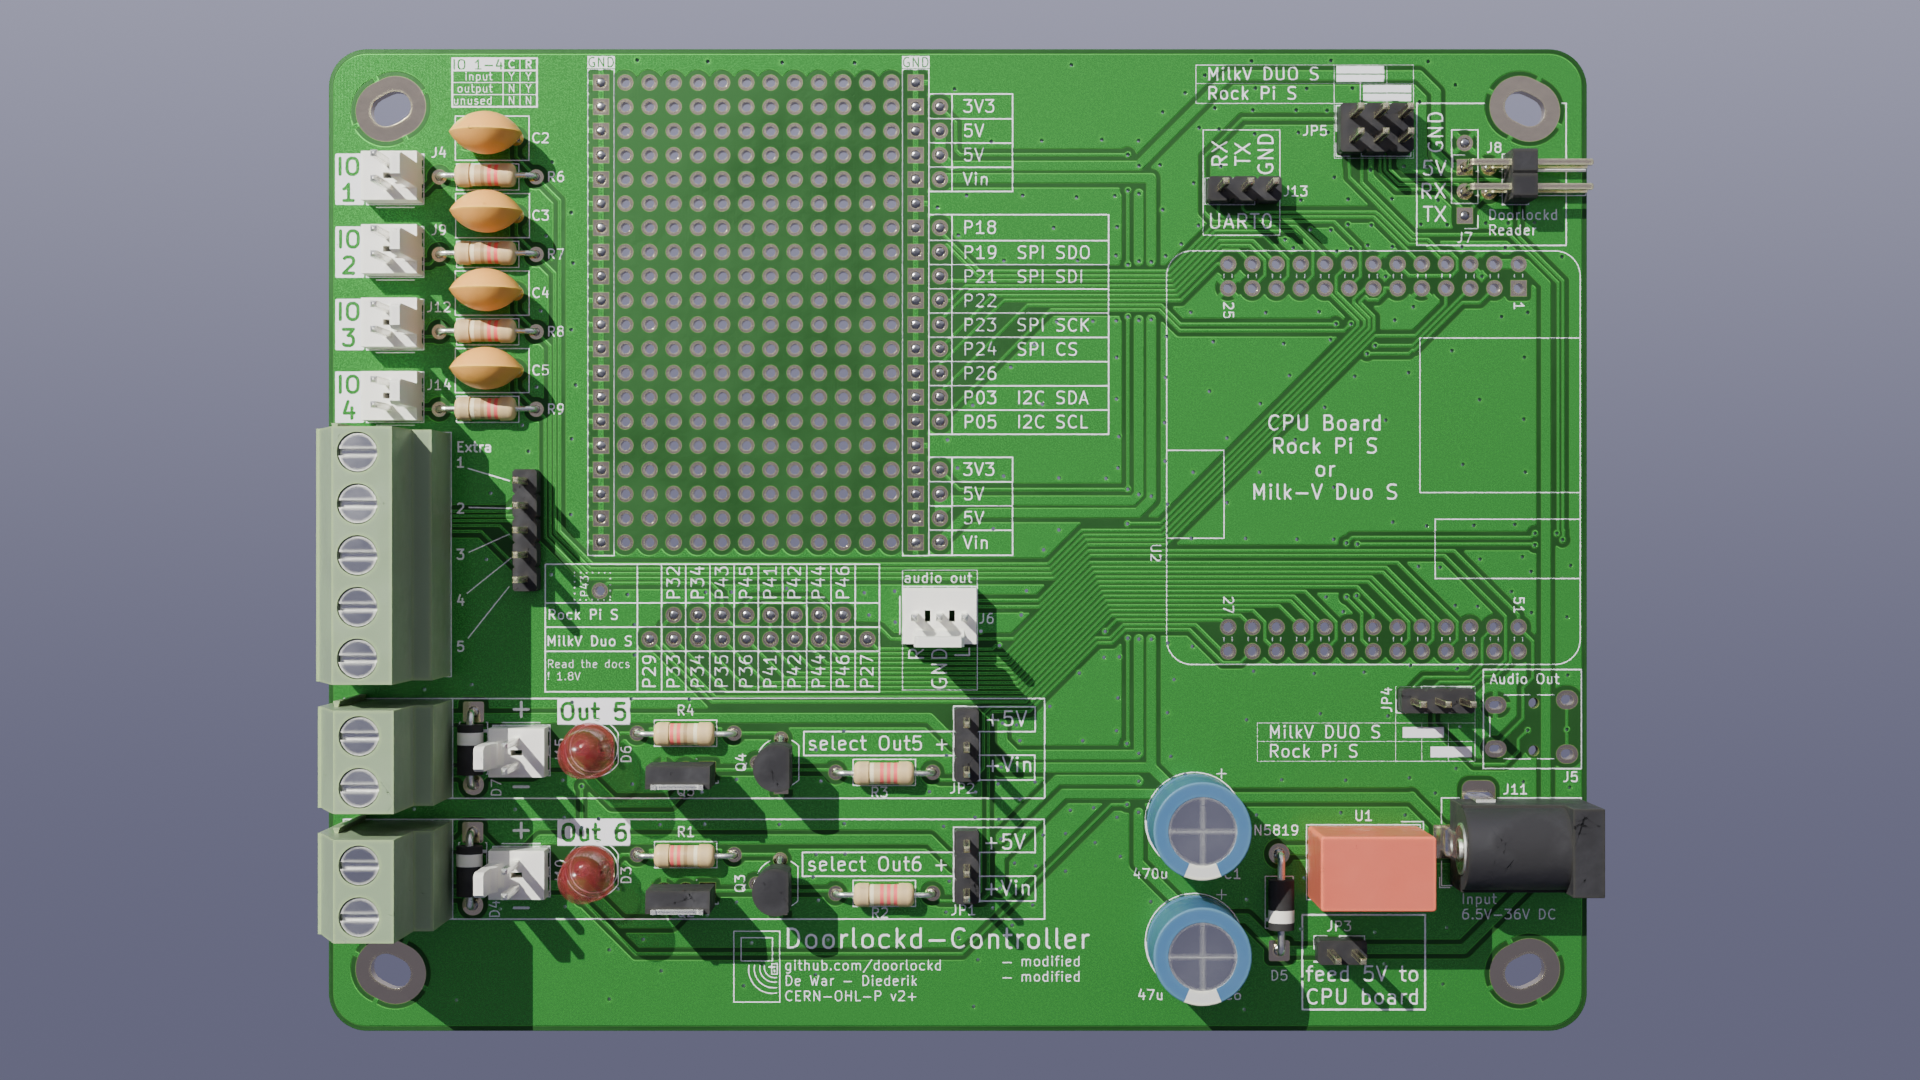 IO 1-4 C R
Input Y Y
output N Y
unused N N
C2
J4
IO
1
R6
C3
J9
IO
2
R7
C4
J12
IO
3
R8
C5
J14
IO
4
R9
Extra
1
2
3
4
5
GND
GND
3V3
5V
5V
Vin
P18
P19 SPI SDO
P21 SPI SDI
P22
P23 SPI SCK
P24 SPI CS
P26
P03 I2C SDA
P05 I2C SCL
3V3
5V
5V
Vin
MilkV DUO S
Rock Pi S
JP5
RX
TX
GND
J13
UART0
GND
5V
RX
TX
J8
Doorlockd
Reader
J7
25
1
CPU Board
Rock Pi S
or
Milk-V Duo S
U2
27
51
P43
P32 P34 P43 P45 P41 P42 P44 P46
Rock Pi S
MilkV Duo S
Read the docs
! 1.8V
P29 P33 P34 P35 P36 P41 P42 P44 P46 P27
audio out
J6
R
GND
L
Audio Out
JP4
MilkV DUO S
Rock Pi S
J5
Out 5
+
-
D7
D6
R4
Q4
select Out5 +
R3
+5V
+Vin
JP2
Out 6
+
-
D4
D3
R1
Q3
select Out6 +
R2
+5V
+Vin
JP1
+
470u
C1
+
47u
N5819
D5
U1
J11
Input
6.5V-36V DC
JP3
feed 5V to
CPU board
Doorlockd-Controller
github.com/doorlockd
De War - Diederik
CERN-OHL-P v2+
- modified
- modified